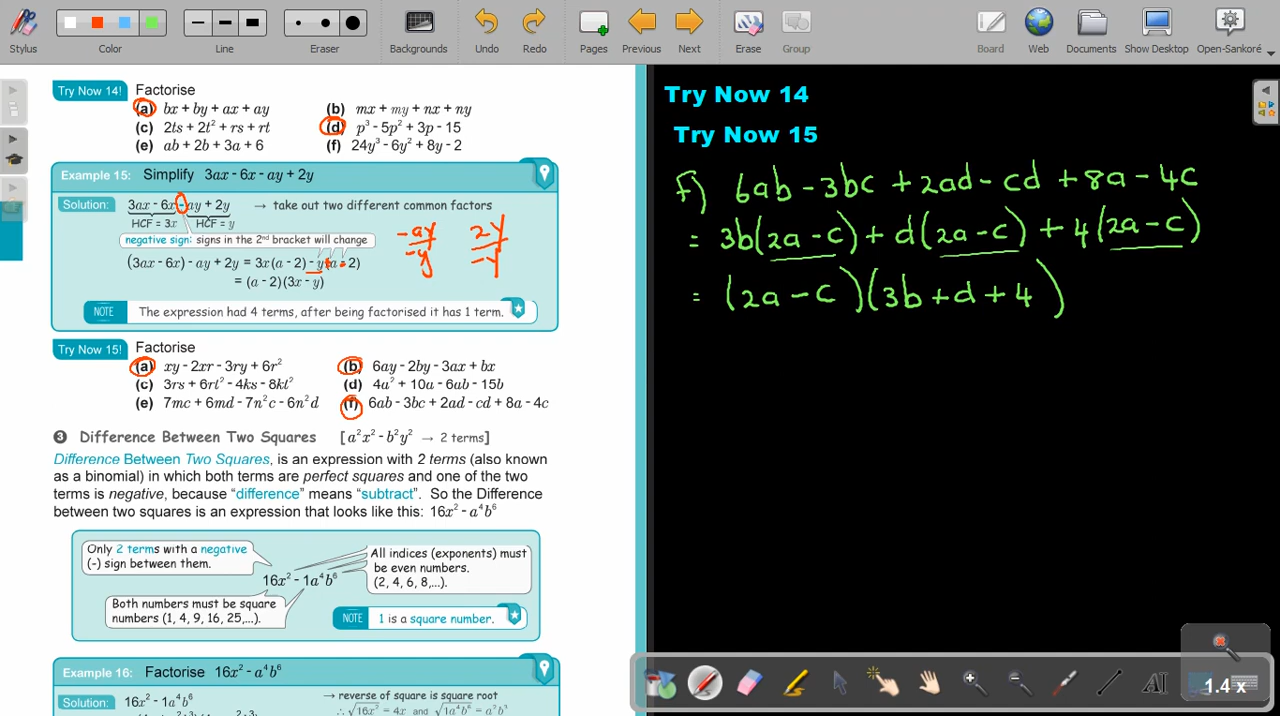 Stylus Color Line Eraser Backgrounds Undo Redo Pages Previous Next Erase Group Board Web Documents Show Desktop Open-Sankoré
Try Now 14! Factorise
(a) bx + by + ax + ay (b) mx + my + nx + ny
(c) 2ts + 2t² + rs + rt (d) p³ - 5p² + 3p - 15
(e) ab + 2b + 3a + 6 (f) 24y³ - 6y² + 8y - 2
Example 15: Simplify 3ax - 6x - ay + 2y
Solution: 3ax - 6x - ay + 2y → take out two different common factors
HCF = 3x HCF = y
negative sign: signs in the 2nd bracket will change
(3ax - 6x) - ay + 2y = 3x(a - 2) - y(a - 2)
= (a - 2)(3x - y)
-ay 2y
-y -y
NOTE The expression had 4 terms, after being factorised it has 1 term.
Try Now 15! Factorise
(a) xy - 2xr - 3ry + 6r² (b) 6ay - 2by - 3ax + bx
(c) 3rs + 6rt² - 4ks - 8kt² (d) 4a² + 10a - 6ab - 15b
(e) 7mc + 6md - 7n²c - 6n²d (f) 6ab - 3bc + 2ad - cd + 8a - 4c
3 Difference Between Two Squares [a²x² - b²y² → 2 terms]
Difference Between Two Squares, is an expression with 2 terms (also known
as a binomial) in which both terms are perfect squares and one of the two
terms is negative, because “difference” means “subtract”. So the Difference
between two squares is an expression that looks like this: 16x² - a⁴b⁶
Only 2 terms with a negative
(-) sign between them.
16x² - 1a⁴b⁶
All indices (exponents) must
be even numbers.
(2, 4, 6, 8,...).
Both numbers must be square
numbers (1, 4, 9, 16, 25,...).
NOTE 1 is a square number.
Example 16: Factorise 16x² - a⁴b⁶
Solution: 16x² - 1a⁴b⁶ → reverse of square is square root
∴ √16x² = 4x and √1a⁴b⁶ = a²b³
Try Now 14
Try Now 15
f) 6ab - 3bc + 2ad - cd + 8a - 4c
= 3b(2a - c) + d(2a - c) + 4(2a - c)
= (2a - c)(3b + d + 4)
1.4 x